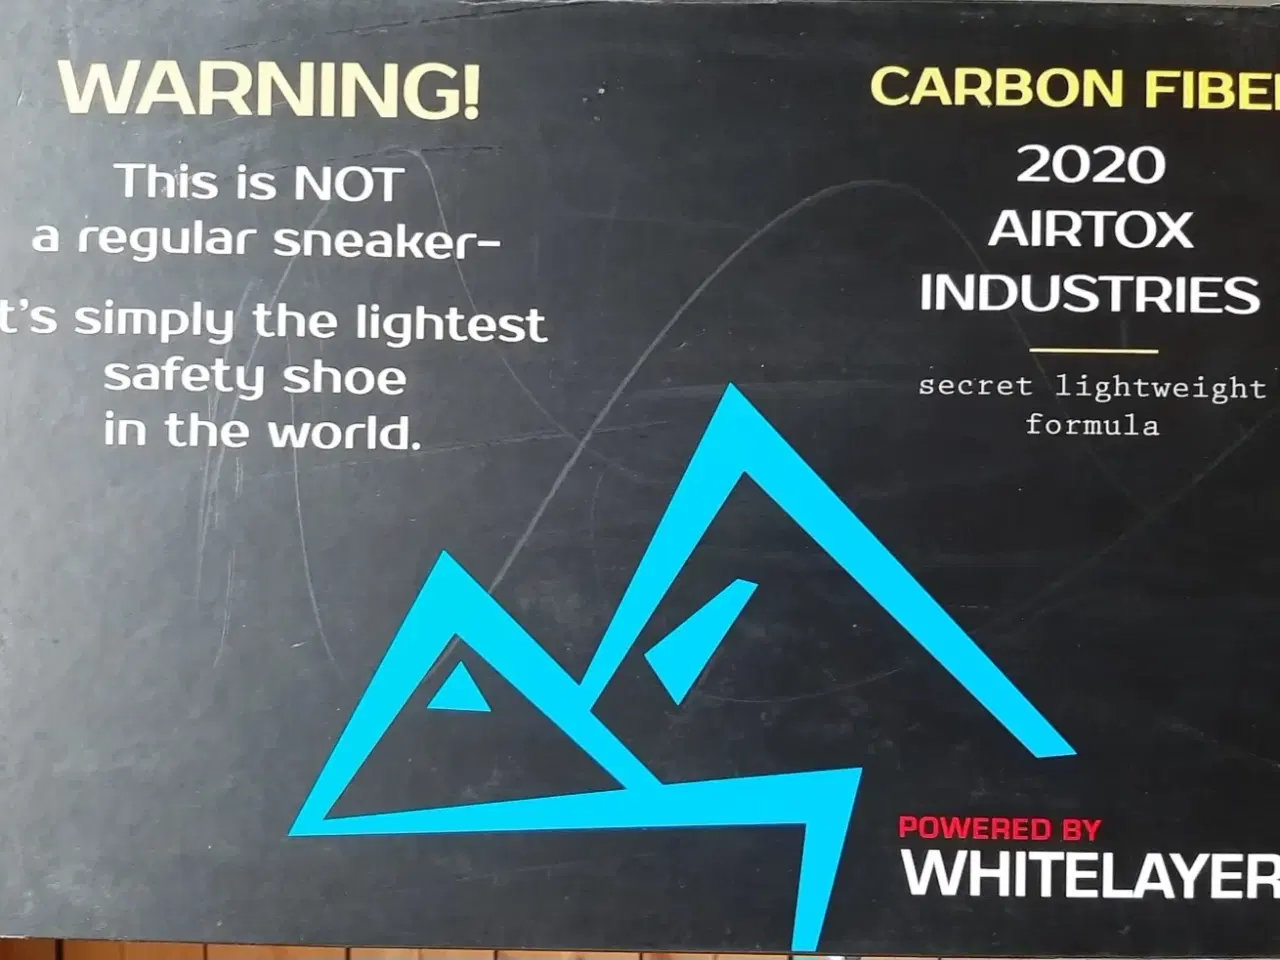 WARNING!
This is NOT
a regular sneaker-
t's simply the lightest
safety shoe
in the world.
CARBON FIBE
2020
AIRTOX
INDUSTRIES
secret lightweight
formula
POWERED BY
WHITELAYER